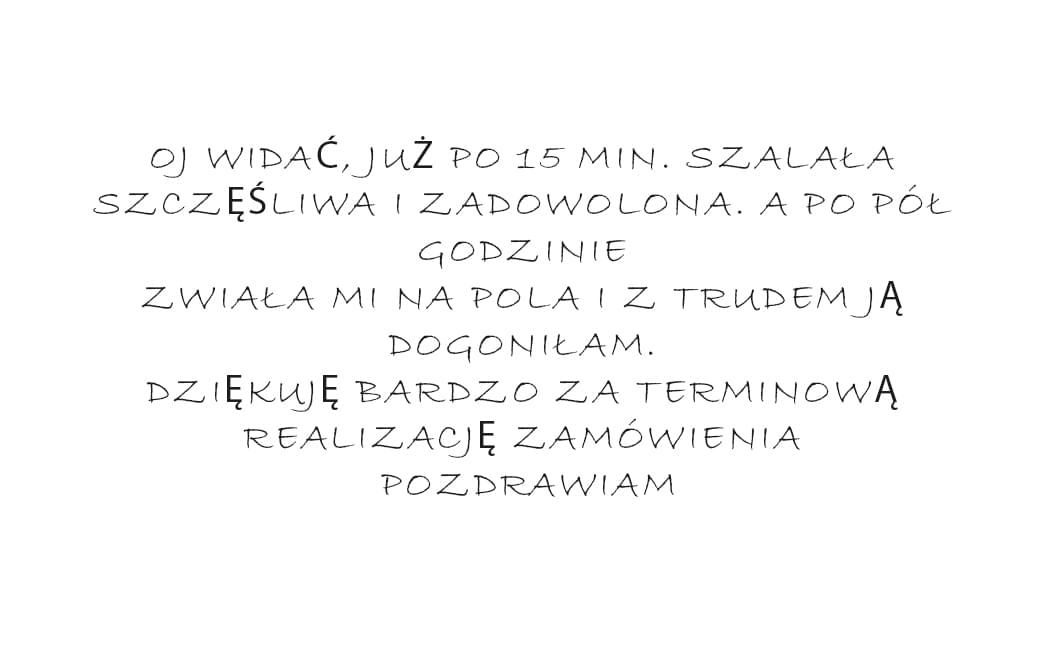 OJ WIDAĆ, JUŻ PO 15 MIN. SZALAŁA
SZCZĘŚLIWA I ZADOWOLONA. A PO PÓŁ
GODZINIE
ZWIAŁA MI NA POLA I Z TRUDEM JĄ
DOGONIŁAM.
DZIĘKUJĘ BARDZO ZA TERMINOWĄ
REALIZACJĘ ZAMÓWIENIA
POZDRAWIAM